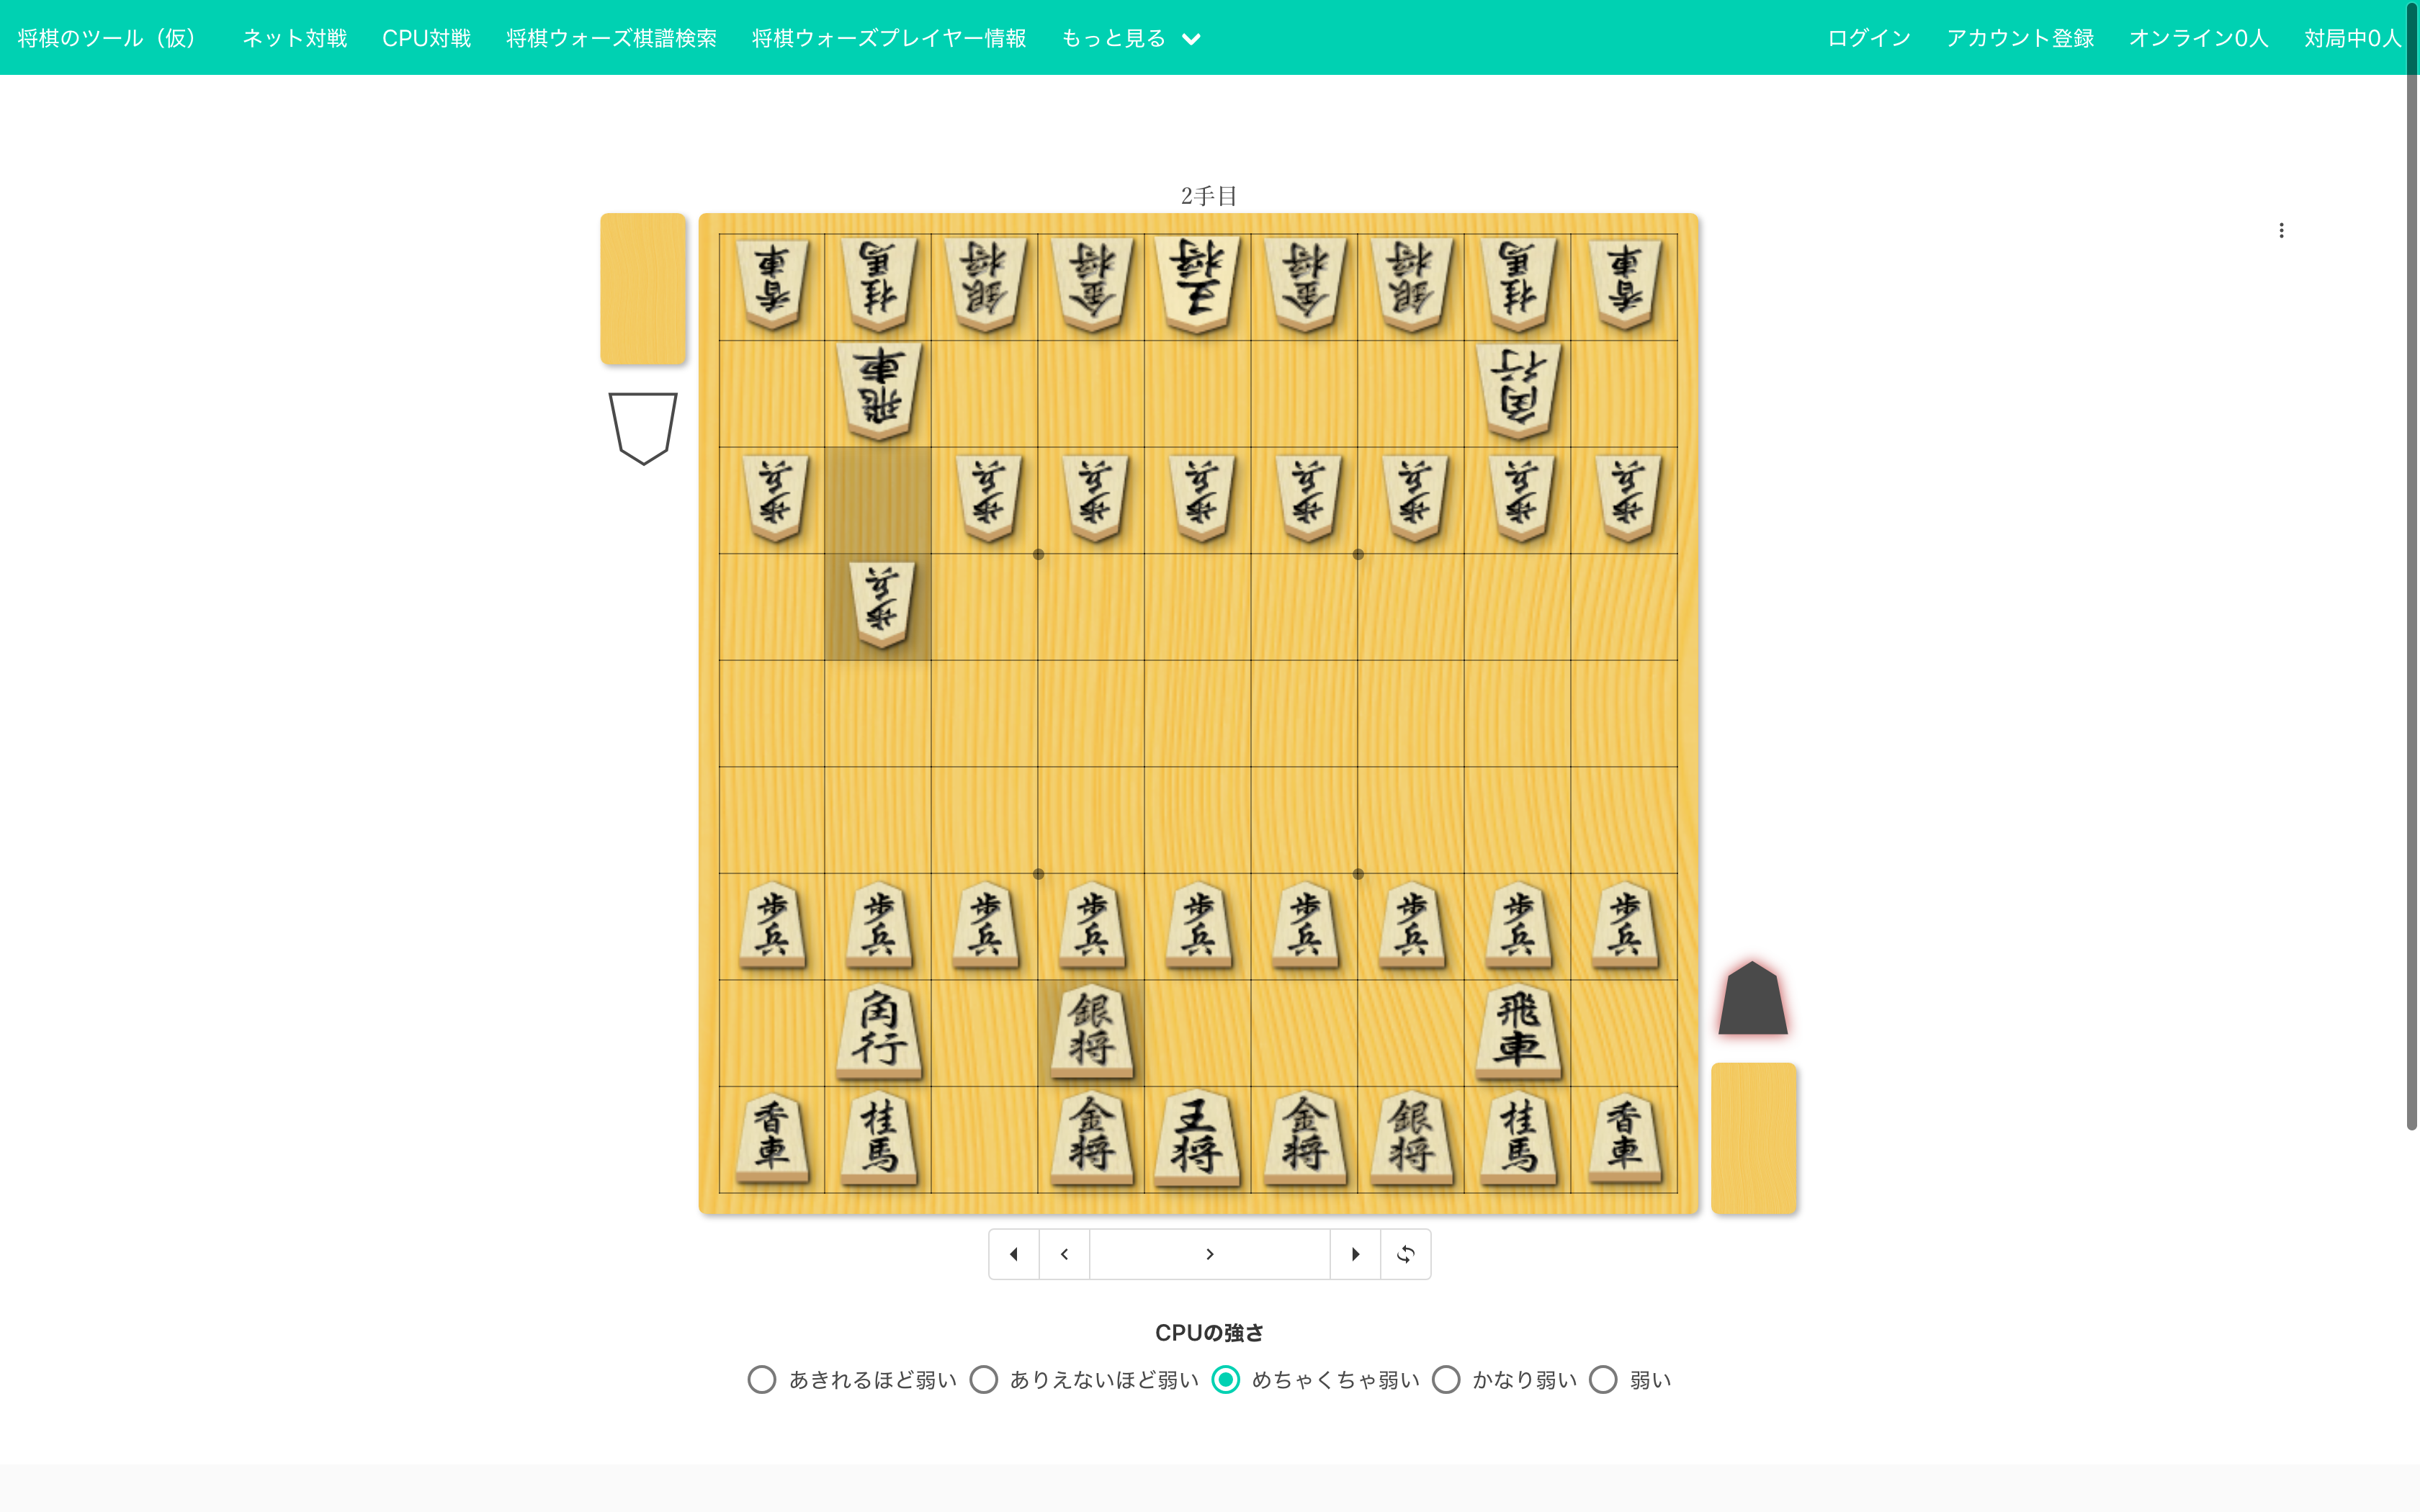 将棋のツール（仮） ネット対戦 CPU対戦 将棋ウォーズ棋譜検索 将棋ウォーズプレイヤー情報 もっと見る ログイン アカウント登録 オンライン0人 対局中0人
2手目
香車 桂馬 銀将 金将 王将 金将 銀将 桂馬 香車
飛車 角行
歩兵 歩兵 歩兵 歩兵 歩兵 歩兵 歩兵 歩兵
歩兵
歩兵 歩兵 歩兵 歩兵 歩兵 歩兵 歩兵 歩兵 歩兵
角行 銀将 飛車
香車 桂馬 金将 王将 金将 銀将 桂馬 香車
CPUの強さ
あきれるほど弱い ありえないほど弱い めちゃくちゃ弱い かなり弱い 弱い